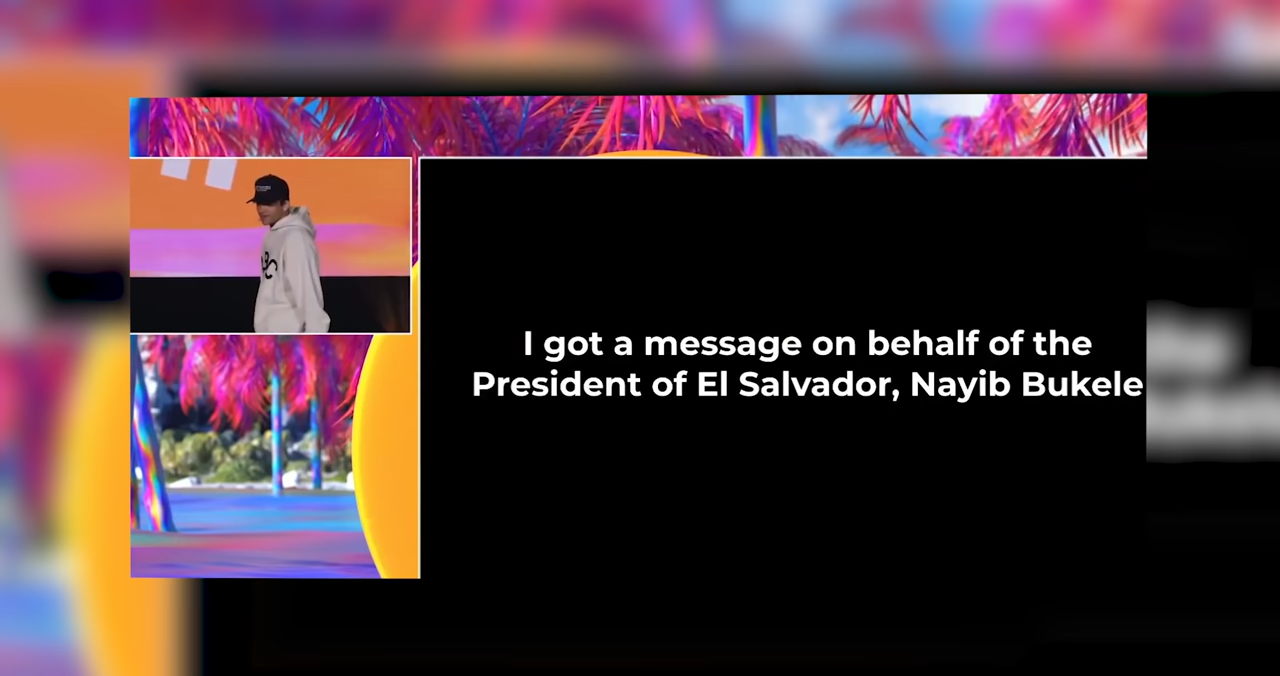 I got a message on behalf of the
President of El Salvador, Nayib Bukele